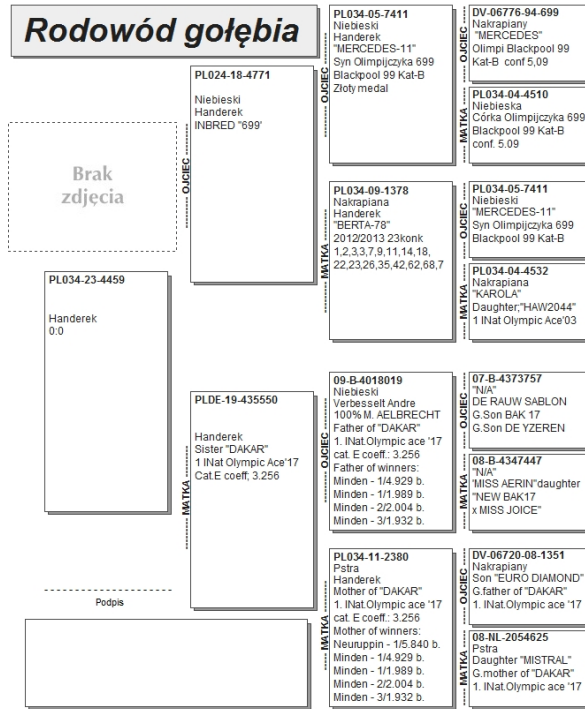 Rodowód gołębia
Brak
zdjęcia
PL034-23-4459
Handerek
0:0
Podpis
OJCIEC
PL024-18-4771
Niebieski
Handerek
INBRED "699'
MATKA
PLDE-19-435550
Handerek
Sister "DAKAR"
1 INat Olympic Ace'17
Cat.E coeff; 3.256
OJCIEC
PL034-05-7411
Niebieski
Handerek
"MERCEDES-11"
Syn Olimpijczyka 699
Blackpool 99 Kat-B
Złoty medal
MATKA
PL034-09-1378
Nakrapiana
Handerek
"BERTA-78"
2012/2013 23konk
1,2,3,3,7,9,11,14,18,
22,23,26,35,42,62,68,7
OJCIEC
09-B-4018019
Niebieski
Verbesselt Andre
100% M. AELBRECHT
Father of "DAKAR"
1. INat.Olympic ace '17
cat. E coeff.: 3.256
Father of winners:
Minden - 1/4.929 b.
Minden - 1/1.989 b.
Minden - 2/2.004 b.
Minden - 3/1.932 b.
MATKA
PL034-11-2380
Pstra
Handerek
Mother of "DAKAR"
1. INat.Olympic ace '17
cat. E coeff.: 3.256
Mother of winners:
Neuruppin - 1/5.840 b.
Minden - 1/4.929 b.
Minden - 1/1.989 b.
Minden - 2/2.004 b.
Minden - 3/1.932 b.
OJCIEC
DV-06776-94-699
Nakrapiany
"MERCEDES"
Olimpi Blackpool 99
Kat-B conf 5,09
MATKA
PL034-04-4510
Niebieska
Córka Olimpijczyka 699
Blackpool 99 Kat-B
conf. 5.09
OJCIEC
PL034-05-7411
Niebieski
"MERCEDES-11"
Syn Olimpijczyka 699
Blackpool 99 Kat-B
MATKA
PL034-04-4532
Nakrapiana
"KAROLA"
Daughter;"HAW2044"
1 INat Olympic Ace'03
OJCIEC
07-B-4373757
"N/A"
DE RAUW SABLON
G.Son BAK 17
G.Son DE YZEREN
MATKA
08-B-4347447
"N/A"
'MISS AERIN"daughter
"NEW BAK17
x MISS JOICE"
OJCIEC
DV-06720-08-1351
Nakrapiany
Son "EURO DIAMOND"
G.father of "DAKAR"
1. INat.Olympic ace '17
MATKA
08-NL-2054625
Pstra
Daughter "MISTRAL"
G.mother of "DAKAR"
1. INat.Olympic ace '17